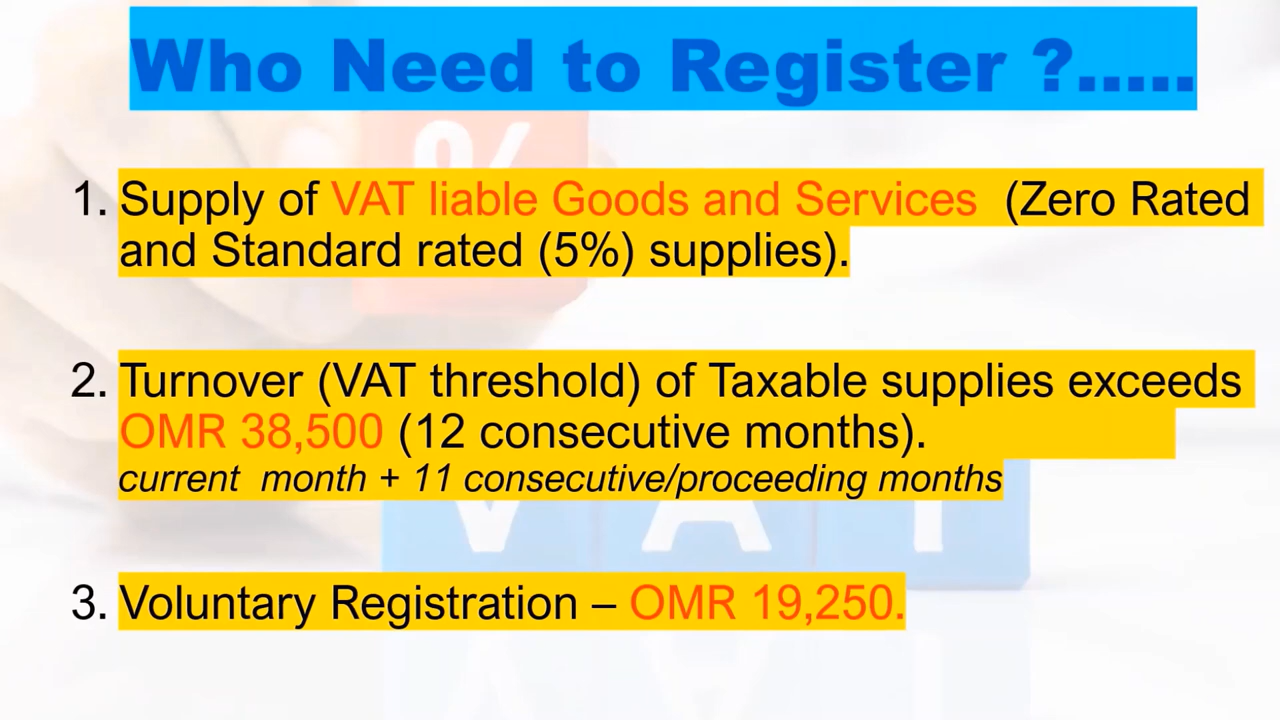 Who Need to Register ?.....
%
1. Supply of VAT liable Goods and Services (Zero Rated
and Standard rated (5%) supplies).
2. Turnover (VAT threshold) of Taxable supplies exceeds
OMR 38,500 (12 consecutive months).
current month + 11 consecutive/proceeding months
V A T
3. Voluntary Registration – OMR 19,250.